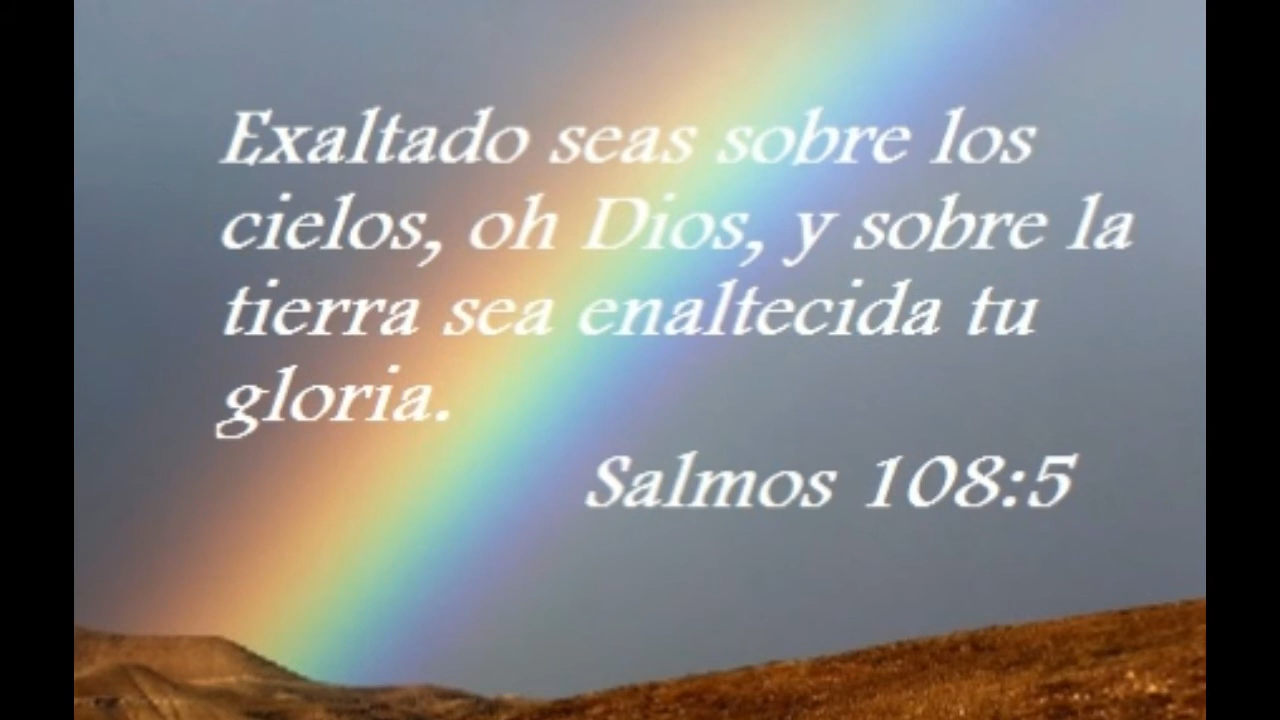 Exaltado seas sobre los
cielos, oh Dios, y sobre la
tierra sea enaltecida tu
gloria.
Salmos 108:5